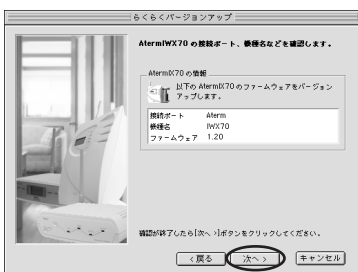 らくらくバージョンアップ
AtermIWX70 の接続ポート、機種名などを確認します。
AtermIX70 の情報
以下の AtermIX70 のファームウェアをバージョン
アップします。
接続ポート Aterm
機種名 IWX70
ファームウェア 1.20
確認が終了したら[次へ >]ボタンをクリックしてください。
< 戻る
次へ >
キャンセル